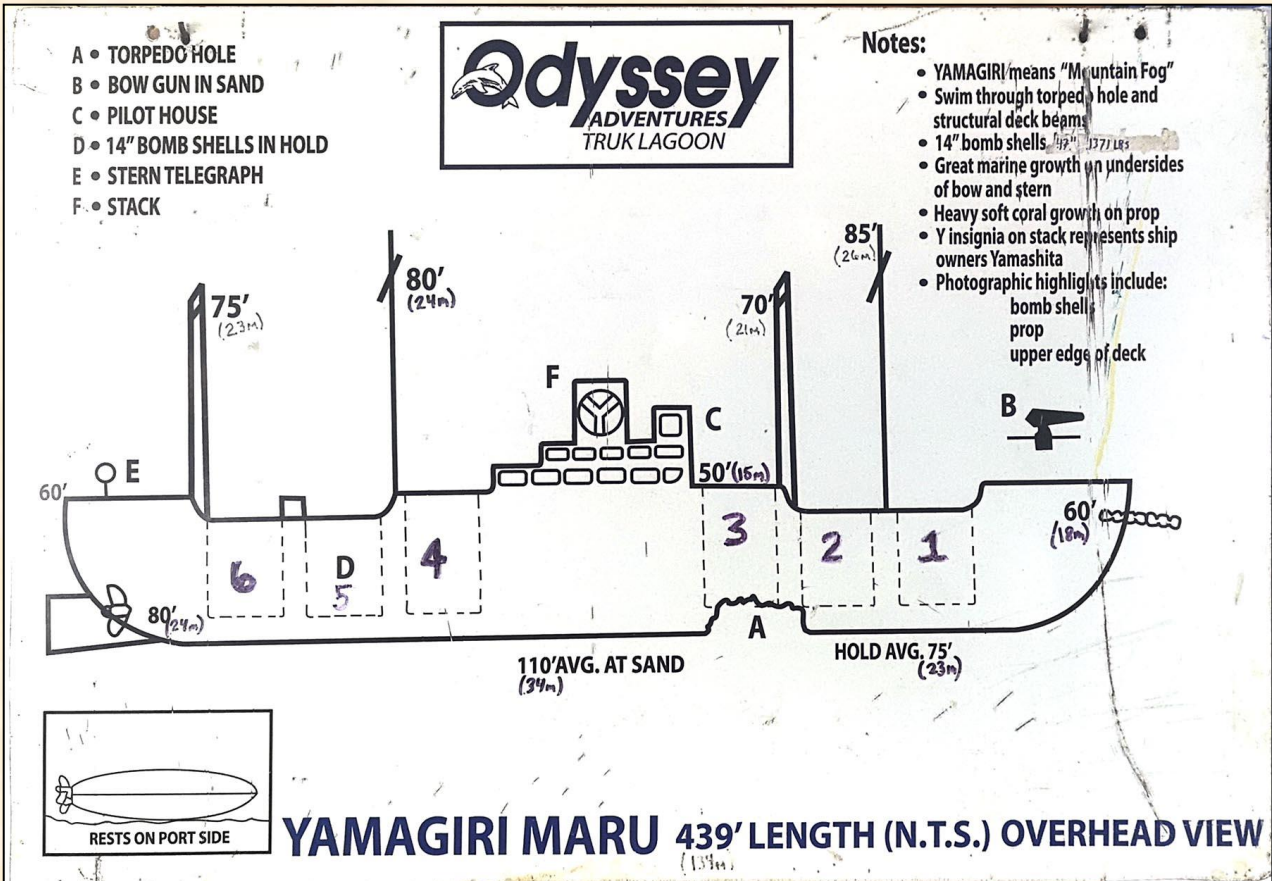 A • TORPEDO HOLE
B • BOW GUN IN SAND
C • PILOT HOUSE
D • 14" BOMB SHELLS IN HOLD
E • STERN TELEGRAPH
F • STACK
Odyssey
ADVENTURES
TRUK LAGOON
Notes:
• YAMAGIRI means "Mountain Fog"
• Swim through torpedo hole and
structural deck beams
• 14" bomb shells
• Great marine growth on undersides
of bow and stern
• Heavy soft coral growth on prop
• Y insignia on stack represents ship
owners Yamashita
• Photographic highlights include:
bomb shells
prop
upper edge of deck
75'
(23m)
80'
(24m)
70'
(21m)
85'
(26m)
F
Y
C
B
E
60'
50' (15m)
60'
(18m)
6
D
5
4
3
2
1
80'
(24m)
A
110' AVG. AT SAND
(34m)
HOLD AVG. 75'
(23m)
RESTS ON PORT SIDE
YAMAGIRI MARU 439' LENGTH (N.T.S.) OVERHEAD VIEW
(134m)